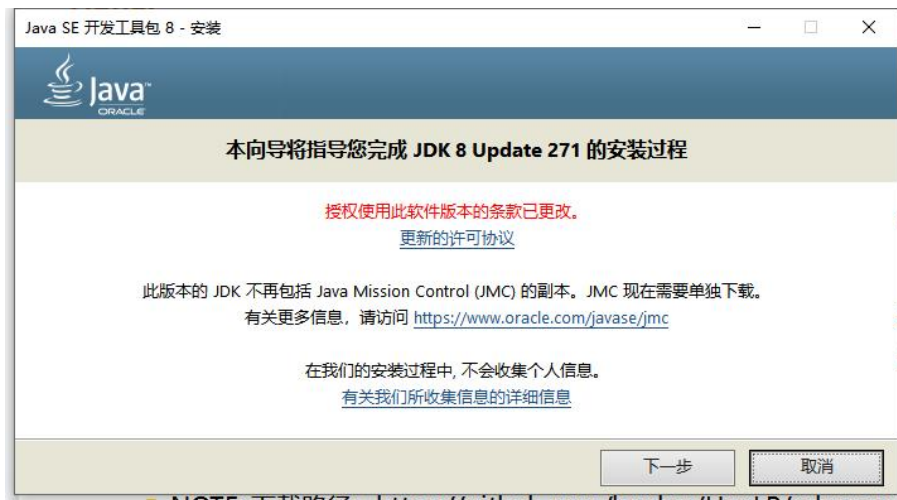 Java SE 开发工具包 8 - 安装
Java
ORACLE
本向导将指导您完成 JDK 8 Update 271 的安装过程
授权使用此软件版本的条款已更改。
更新的许可协议
此版本的 JDK 不再包括 Java Mission Control (JMC) 的副本。JMC 现在需要单独下载。
有关更多信息，请访问 https://www.oracle.com/javase/jmc
在我们的安装过程中, 不会收集个人信息。
有关我们所收集信息的详细信息
下一步
取消